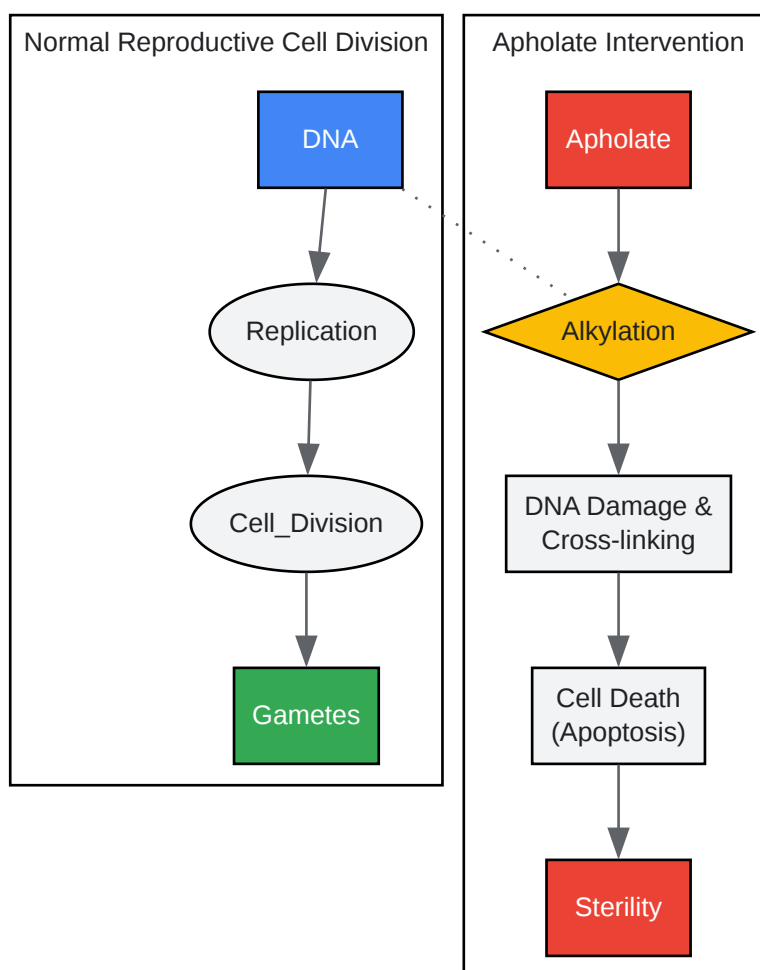 Normal Reproductive Cell Division
DNA
Replication
Cell_Division
Gametes
Apholate Intervention
Apholate
Alkylation
DNA Damage &
Cross-linking
Cell Death
(Apoptosis)
Sterility